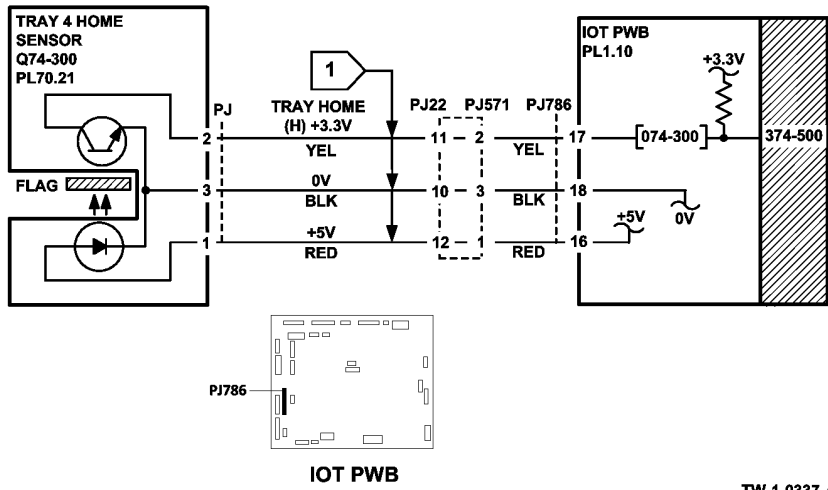 TRAY 4 HOME
SENSOR
Q74-300
PL70.21
FLAG
PJ
2
3
1
1
TRAY HOME
(H) +3.3V
YEL
0V
BLK
+5V
RED
PJ22 PJ571 PJ786
11 2 YEL 17
10 3 BLK 18
12 1 RED 16
IOT PWB
PL1.10
+3.3V
074-300
374-500
+5V
0V
PJ786
IOT PWB